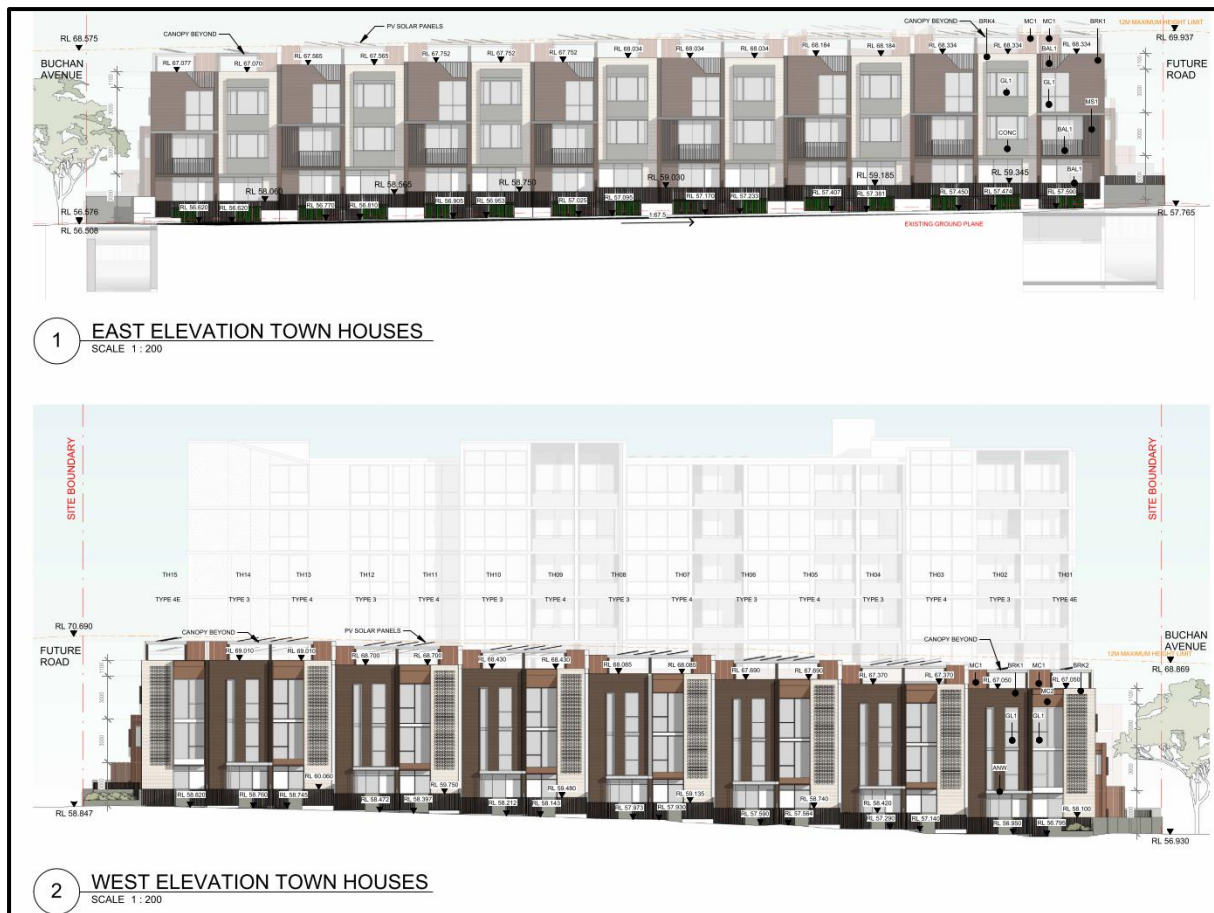 PV SOLAR PANELS
CANOPY BEYOND
CANOPY BEYOND
BRK4
MC1
MC1
BRK1
12M MAXIMUM HEIGHT LIMIT
RL 68.575
RL 69.937
BUCHAN
AVENUE
FUTURE
ROAD
RL 67.077
RL 67.070
RL 67.565
RL 67.565
RL 67.752
RL 67.752
RL 67.752
RL 68.034
RL 68.034
RL 68.034
RL 68.184
RL 68.184
RL 68.334
RL 68.334
RL 68.334
BAL1
GL1
GL1
MS1
CONC
BAL1
BAL1
RL 58.060
RL 58.565
RL 58.750
RL 59.030
RL 59.185
RL 59.345
RL 56.620
RL 56.620
RL 56.770
RL 56.810
RL 56.905
RL 56.953
RL 57.025
RL 57.095
RL 57.170
RL 57.233
RL 57.407
RL 57.361
RL 57.450
RL 57.474
RL 57.590
RL 56.576
RL 56.508
1:67.5
EXISTING GROUND PLANE
RL 57.765
1 EAST ELEVATION TOWN HOUSES
SCALE 1 : 200
SITE BOUNDARY
SITE BOUNDARY
TH15 TH14 TH13 TH12 TH11 TH10 TH09 TH08 TH07 TH06 TH05 TH04 TH03 TH02 TH01
TYPE 4E TYPE 3 TYPE 4 TYPE 3 TYPE 4 TYPE 3 TYPE 4 TYPE 3 TYPE 4 TYPE 3 TYPE 4 TYPE 3 TYPE 4 TYPE 3 TYPE 4E
RL 70.690
CANOPY BEYOND
PV SOLAR PANELS
CANOPY BEYOND
FUTURE
ROAD
BUCHAN
AVENUE
12M MAXIMUM HEIGHT LIMIT
RL 68.869
RL 69.010
RL 69.010
RL 68.700
RL 68.700
RL 68.430
RL 68.430
RL 68.085
RL 68.085
RL 67.690
RL 67.690
RL 67.370
RL 67.370
MC1
BRK1
MC1
BRK2
RL 67.050
RL 67.050
MC2
GL1
GL1
ANW
RL 60.060
RL 59.750
RL 59.480
RL 59.135
RL 58.740
RL 58.420
RL 58.100
RL 58.820
RL 58.760
RL 58.745
RL 58.472
RL 58.397
RL 58.212
RL 58.143
RL 57.973
RL 57.930
RL 57.590
RL 57.564
RL 57.290
RL 57.140
RL 56.950
RL 56.795
RL 58.847
RL 56.930
2 WEST ELEVATION TOWN HOUSES
SCALE 1 : 200